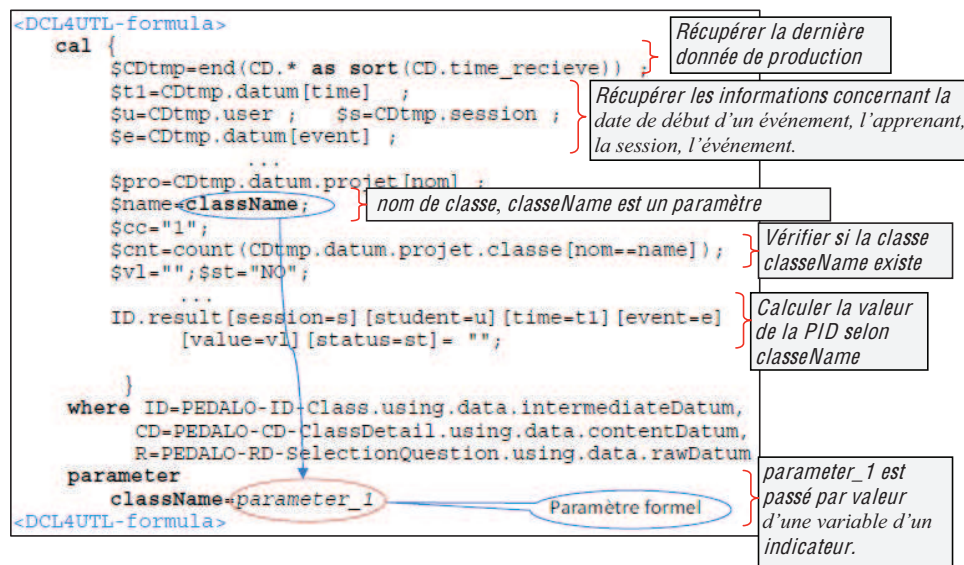 <DCL4UTL-formula>
cal {
$CDtmp=end(CD.* as sort(CD.time_recieve)) ;
Récupérer la dernière
donnée de production
$t1=CDtmp.datum[time] ;
$u=CDtmp.user ; $s=CDtmp.session ;
$e=CDtmp.datum[event] ;
Récupérer les informations concernant la
date de début d'un événement, l'apprenant,
la session, l'événement.
...
$pro=CDtmp.datum.projet[nom] ;
$name=className;
nom de classe, classeName est un paramètre
$cc="1";
$cnt=count(CDtmp.datum.projet.classe[nom==name]);
Vérifier si la classe
classeName existe
$vl="";$st="NO";
...
ID.result[session=s][student=u][time=t1][event=e]
[value=vl][status=st]= "";
Calculer la valeur
de la PID selon
classeName
}
where ID=PEDALO-ID-Class.using.data.intermediateDatum,
CD=PEDALO-CD-ClassDetail.using.data.contentDatum,
R=PEDALO-RD-SelectionQuestion.using.data.rawDatum
parameter
className=parameter_1
Paramètre formel
parameter_1 est
passé par valeur
d'une variable d'un
indicateur.
<DCL4UTL-formula>